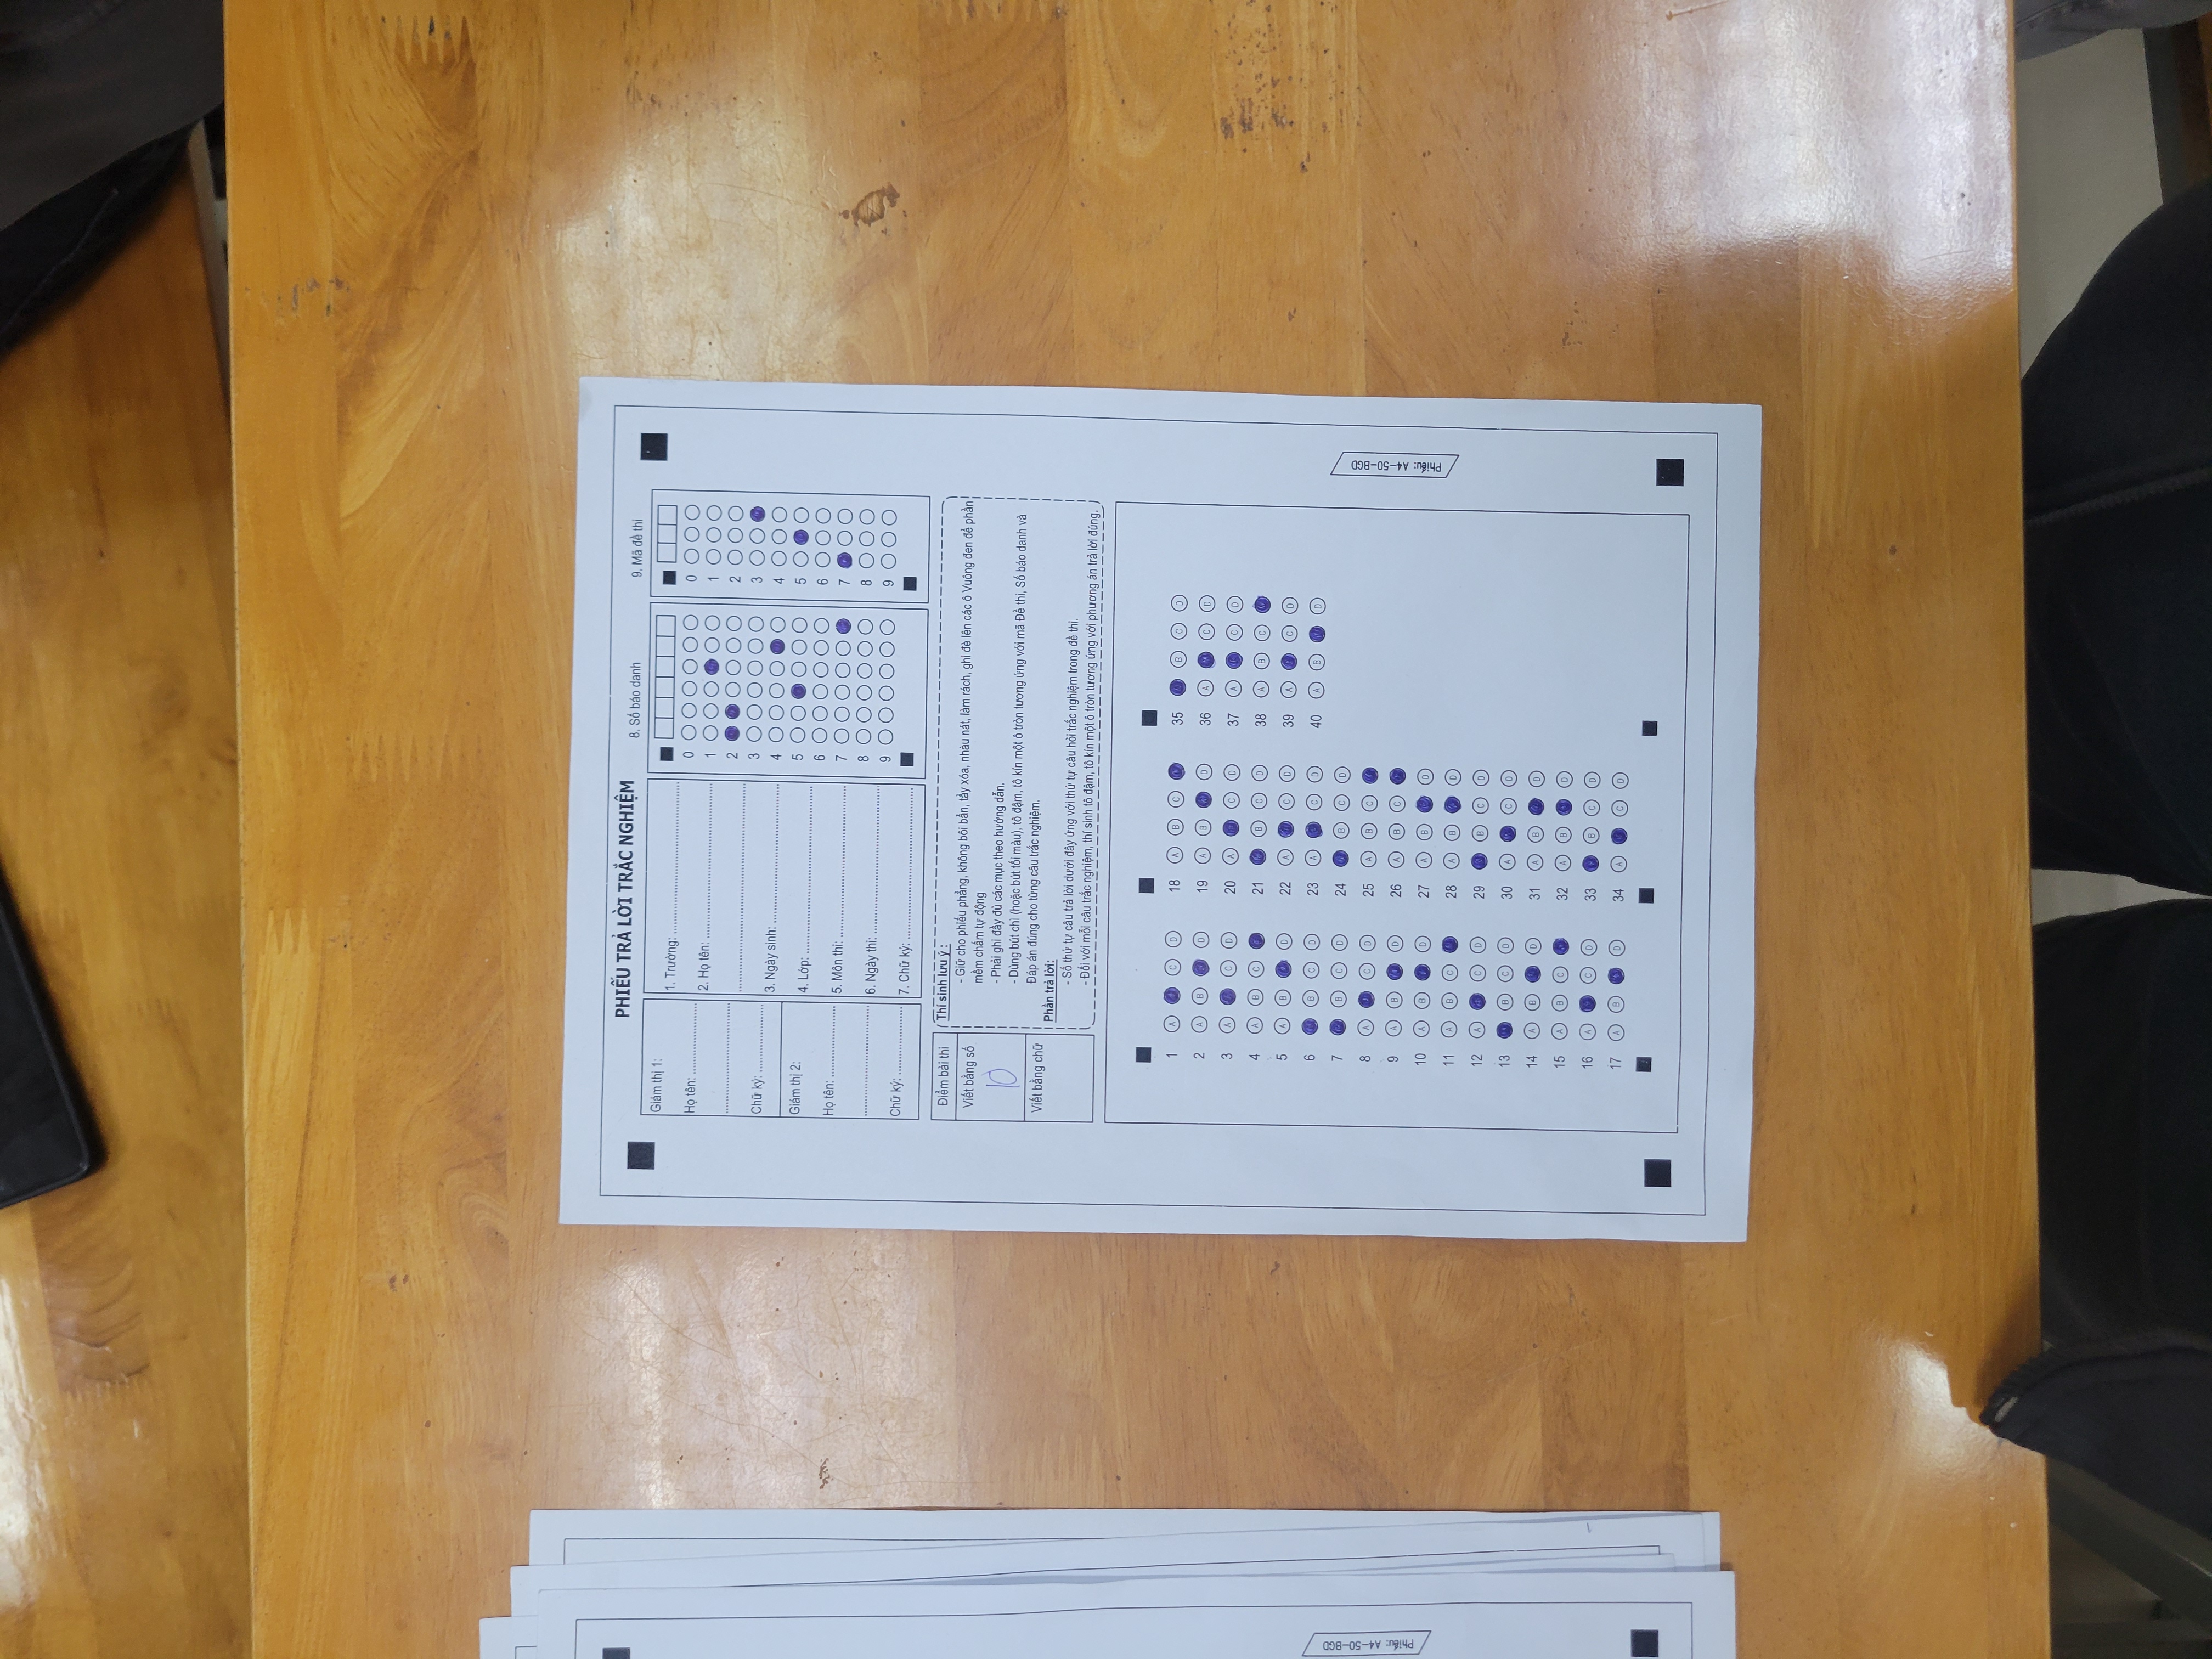 PHIẾU TRẢ LỜI TRẮC NGHIỆM
8. Số báo danh
9. Mã đề thi
Giám thị 1:
Họ tên:
Chữ ký:
Giám thị 2:
Họ tên:
Chữ ký:
1. Trường:
2. Họ tên:
3. Ngày sinh:
4. Lớp:
5. Môn thi:
6. Ngày thi:
7. Chữ ký:
0
1
2
3
4
5
6
7
8
9
0
1
2
3
4
5
6
7
8
9
Điểm bài thi
Viết bằng số
10
Viết bằng chữ
Thí sinh lưu ý :
- Giữ cho phiếu phẳng, không bôi bẩn, tẩy xóa, nhàu nát, làm rách, ghi đè lên các ô Vuông đen để phần
mềm chấm tự động
- Phải ghi đầy đủ các mục theo hướng dẫn.
- Dùng bút chì (hoặc bút tối màu), tô đậm, tô kín một ô tròn tương ứng với mã Đề thi, Số báo danh và
Đáp án đúng cho từng câu trắc nghiệm.
Phần trả lời:
- Số thứ tự câu trả lời dưới đây ứng với thứ tự câu hỏi trắc nghiệm trong đề thi.
- Đối với mỗi câu trắc nghiệm, thí sinh tô đậm, tô kín một ô tròn tương ứng với phương án trả lời đúng.
1 A C D
2 A B D
3 A C D
4 A B C
5 A B D
6 B C D
7 B C D
8 A C D
9 A B D
10 A B D
11 A B C
12 A C D
13 B C D
14 A B D
15 A B C
16 A C D
17 A B D
18 A B C
19 A B D
20 A C D
21 B C D
22 A C D
23 A C D
24 B C D
25 A B C
26 A B C
27 A B D
28 A B D
29 B C D
30 A C D
31 A B D
32 A B D
33 B C D
34 A C D
35 B C D
36 A C D
37 A C D
38 A B C
39 A C D
40 A B D
Phiếu: A4-50-BGD
Phiếu: A4-50-BGD